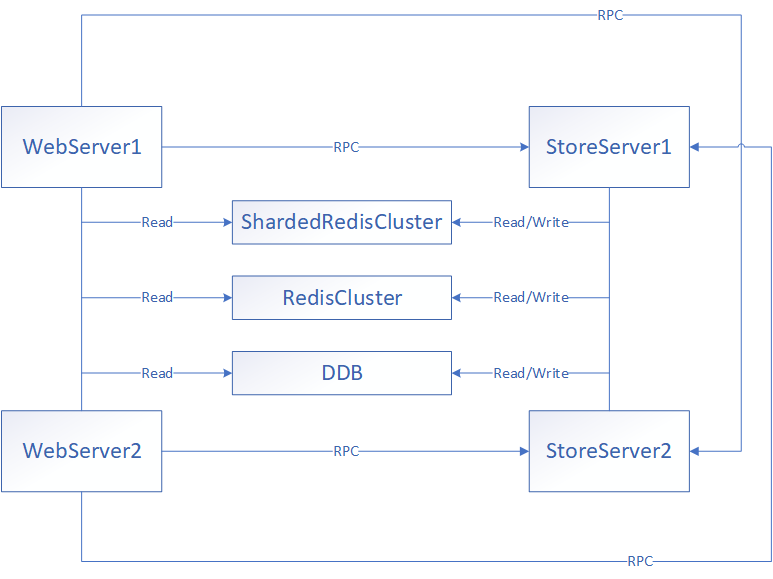 RPC
WebServer1
RPC
StoreServer1
Read
ShardedRedisCluster
Read/Write
Read
RedisCluster
Read/Write
Read
DDB
Read/Write
WebServer2
RPC
StoreServer2
RPC